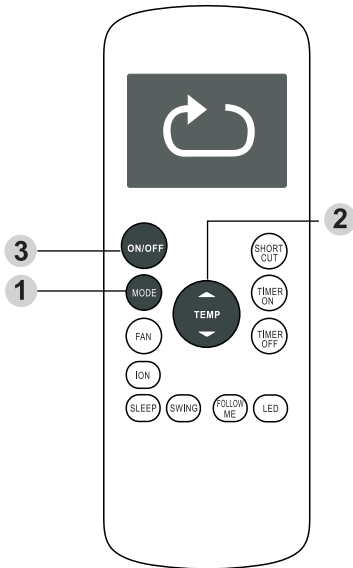 2
3
ON/OFF
SHORT
CUT
1
MODE
TEMP
TIMER
ON
FAN
TIMER
OFF
ION
SLEEP
SWING
FOLLOW
ME
LED